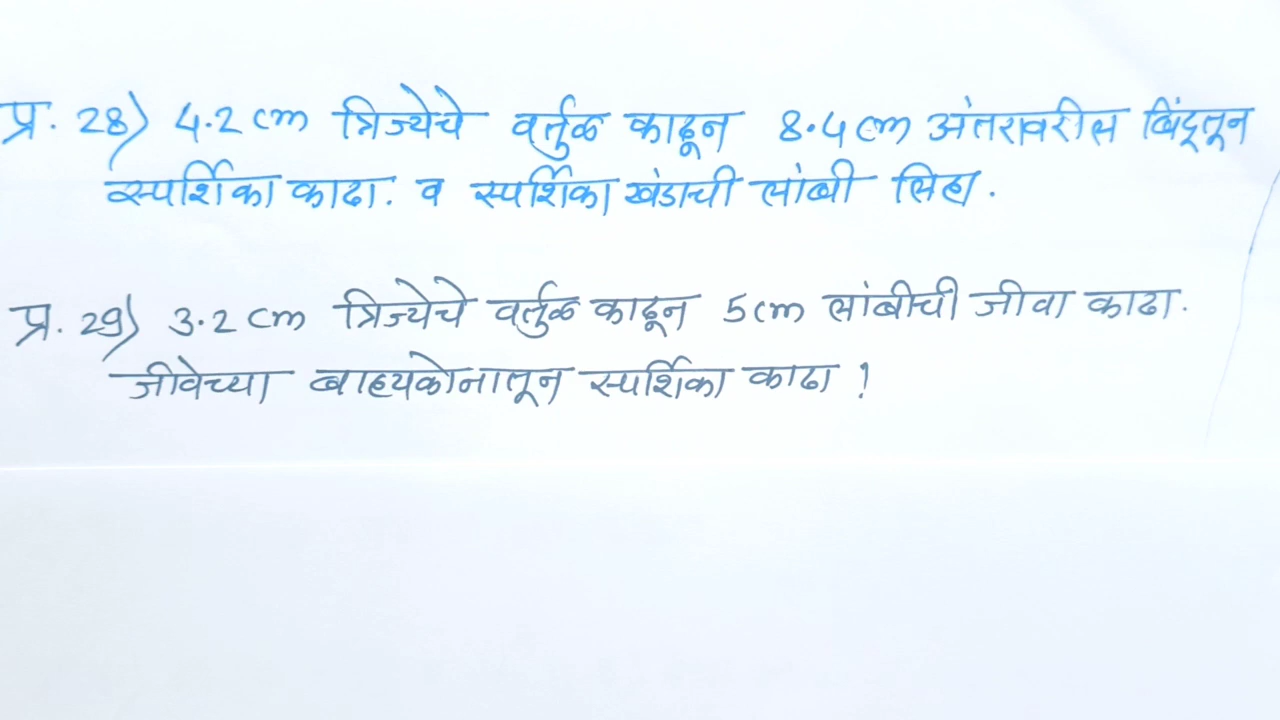 प्र. 28) 4.2 cm त्रिज्येचे वर्तुळ काढून 8.4 cm अंतरावरील बिंदूतून
स्पर्शिका काढा. व स्पर्शिका खंडाची लांबी लिहा.
प्र. 29) 3.2 cm त्रिज्येचे वर्तुळ काढून 5 cm लांबीची जीवा काढा.
जीवेच्या बाह्यकोनातून स्पर्शिका काढा !